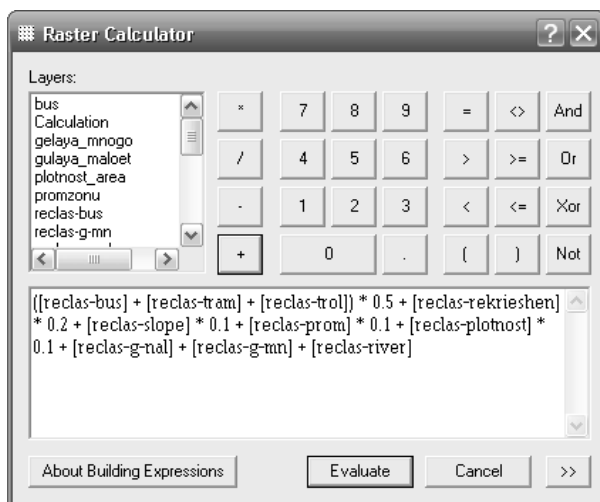 Raster Calculator
Layers:
bus
Calculation
gelaya_mnogo
gulaya_maloet
plotnost_area
promzonu
reclas-bus
reclas-g-mn
* 7 8 9 = <> And
/ 4 5 6 > >= Or
- 1 2 3 < <= Xor
+ 0 . ( ) Not
([reclas-bus] + [reclas-tram] + [reclas-trol]) * 0.5 + [reclas-rekrieshen]
* 0.2 + [reclas-slope] * 0.1 + [reclas-prom] * 0.1 + [reclas-plotnost] *
0.1 + [reclas-g-nal] + [reclas-g-mn] + [reclas-river]
About Building Expressions Evaluate Cancel >>